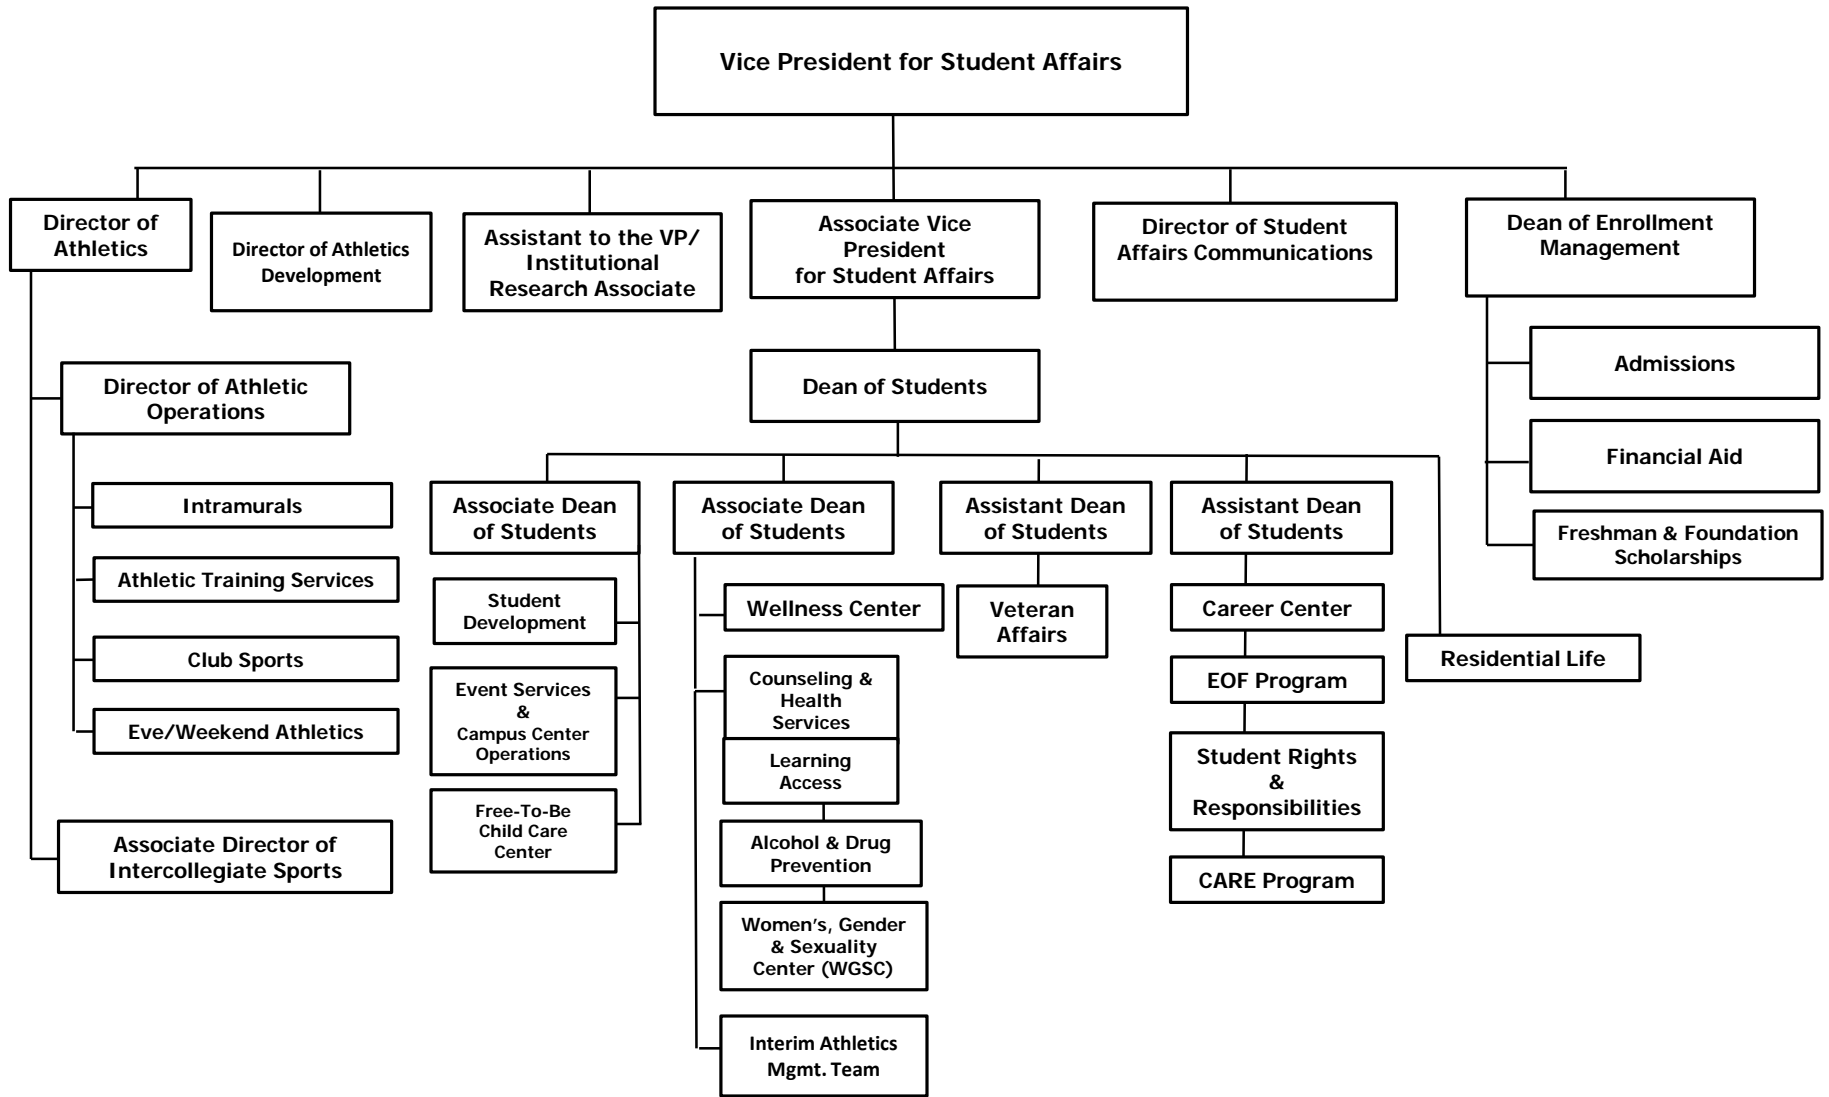 Vice President for Student Affairs
Director of
Athletics
Director of Athletics
Development
Assistant to the VP/
Institutional
Research Associate
Associate Vice
President
for Student Affairs
Director of Student
Affairs Communications
Dean of Enrollment
Management
Admissions
Financial Aid
Freshman & Foundation
Scholarships
Dean of Students
Director of Athletic
Operations
Intramurals
Athletic Training Services
Club Sports
Eve/Weekend Athletics
Associate Director of
Intercollegiate Sports
Associate Dean
of Students
Student
Development
Event Services
&
Campus Center
Operations
Free-To-Be
Child Care
Center
Associate Dean
of Students
Wellness Center
Counseling &
Health
Services
Learning
Access
Alcohol & Drug
Prevention
Women’s, Gender
& Sexuality
Center (WGSC)
Interim Athletics
Mgmt. Team
Assistant Dean
of Students
Veteran
Affairs
Assistant Dean
of Students
Career Center
EOF Program
Student Rights
&
Responsibilities
CARE Program
Residential Life